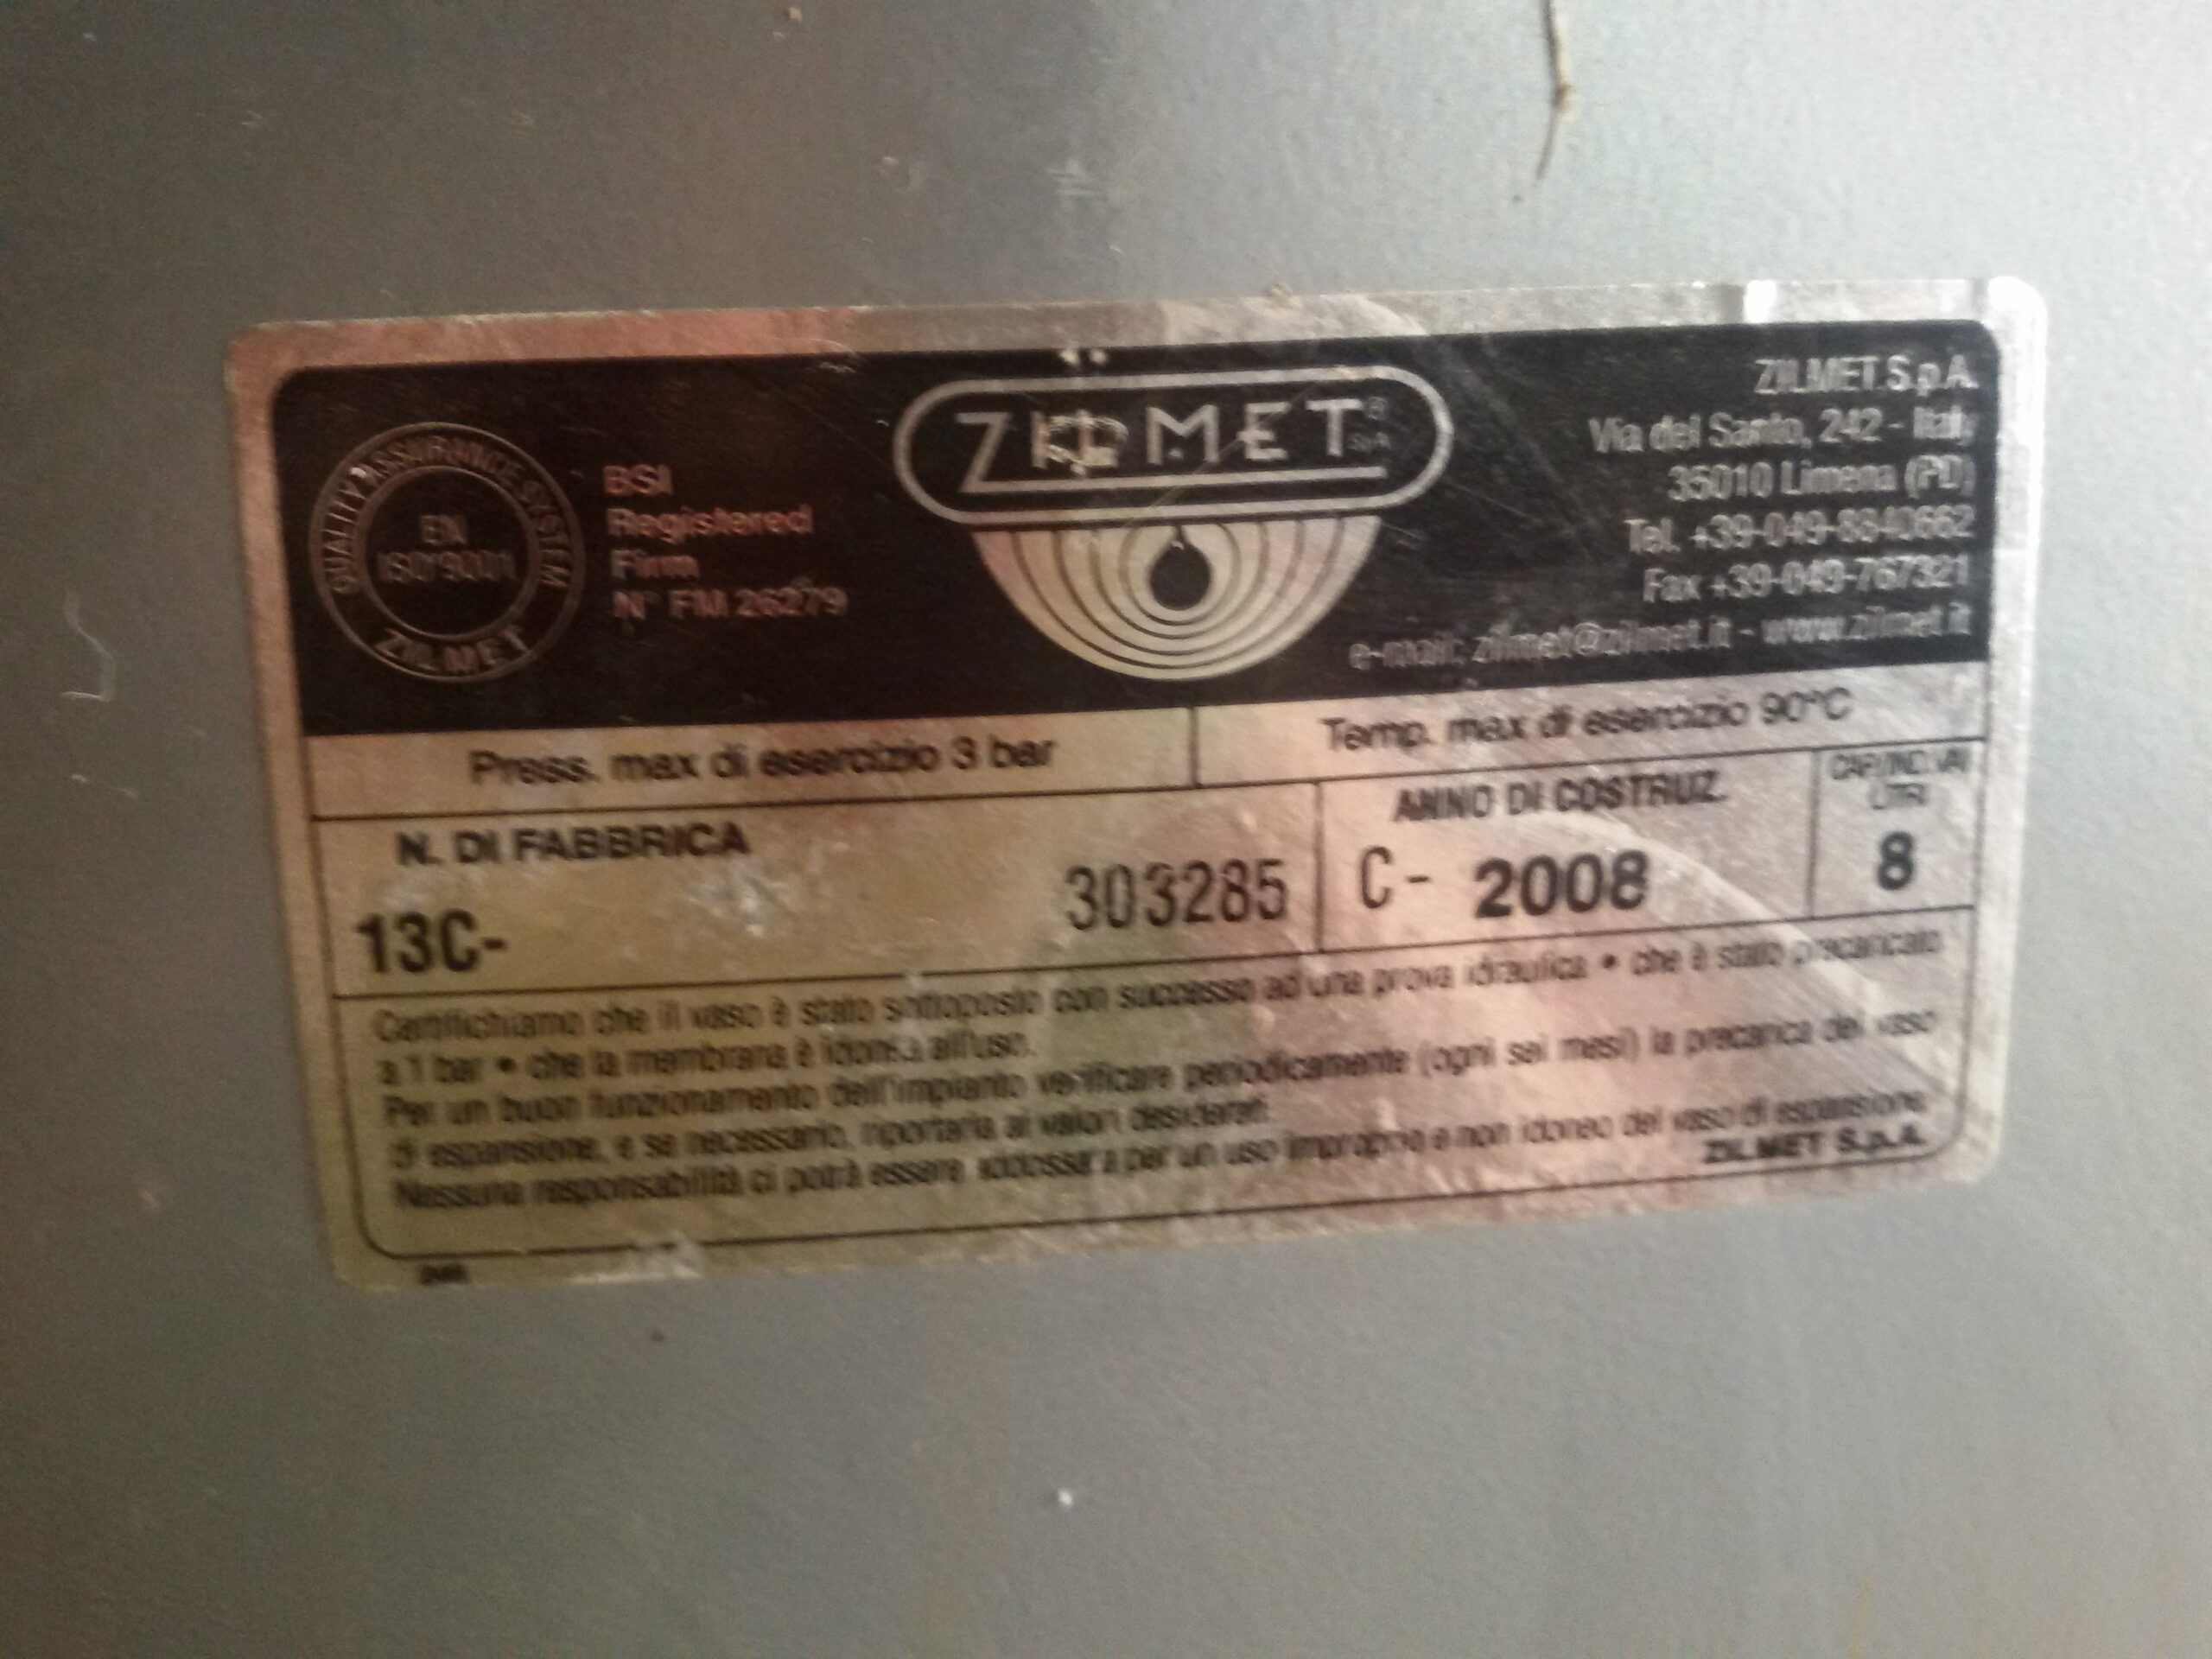 QUALITY ASSURANCE SYSTEM
EN
ISO 9001
ZILMET
BSI
Registered
Firm
N° FM 26279
ZILMET®
SpA
ZILMET S.p.A.
Via del Santo, 242 - Italy
35010 Limena (PD)
Tel. +39-049-8840662
Fax +39-049-767321
e-mail: zilmet@zilmet.it - www.zilmet.it
Press. max di esercizio 3 bar
Temp. max di esercizio 90°C
N. DI FABBRICA
13C- 303285
ANNO DI COSTRUZ.
C- 2008
LITRI
8
Certifichiamo che il vaso è stato sottoposto con successo ad una prova idraulica • che è stato precaricato
a 1 bar • che la membrana è idonea all'uso.
Per un buon funzionamento dell'impianto verificare periodicamente (ogni sei mesi) la precarica del vaso
di espansione, e se necessario, riportarla ai valori desiderati.
Nessuna responsabilità ci potrà essere addossata per un uso improprio e non idoneo del vaso di espansione.
ZILMET S.p.A.